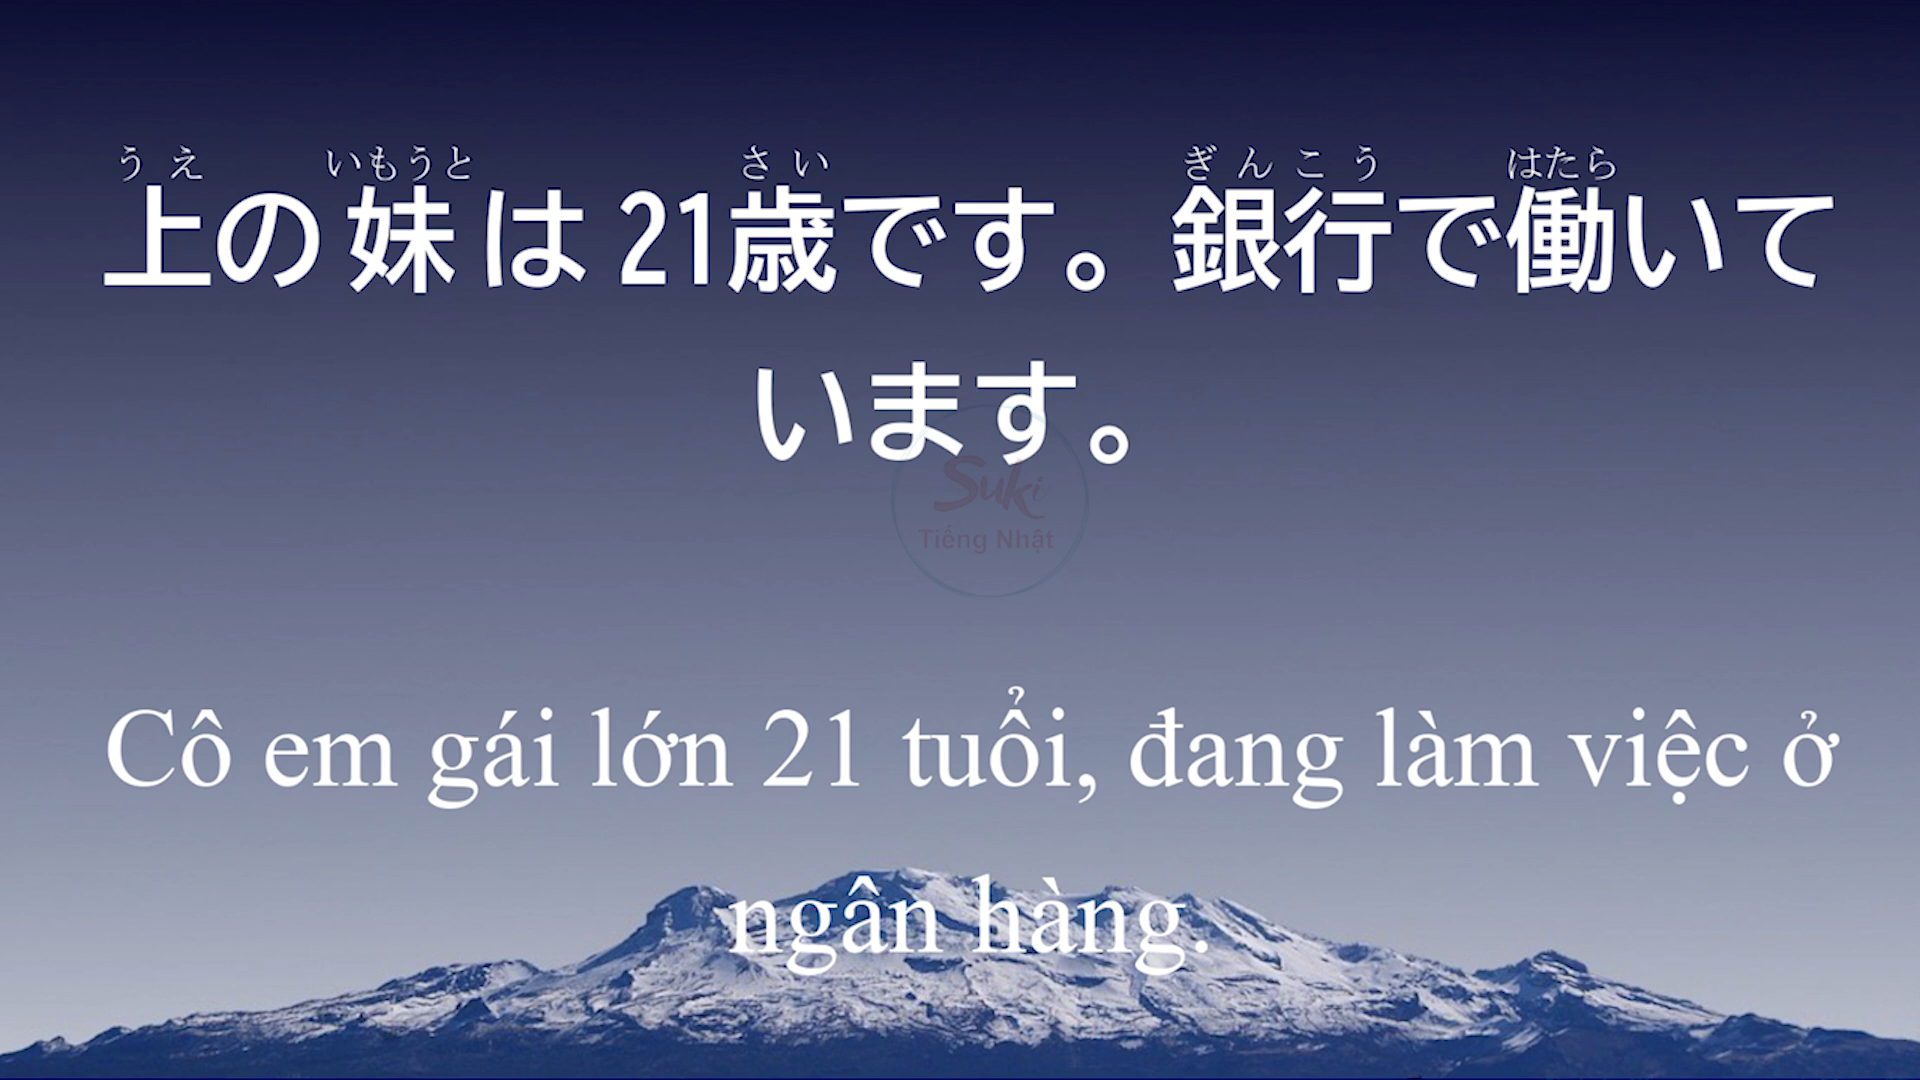 うえ いもうと さい ぎんこう はたら
上の妹は21歳です。銀行で働いて
います。
Suki
Tiếng Nhật
Cô em gái lớn 21 tuổi, đang làm việc ở
ngân hàng.